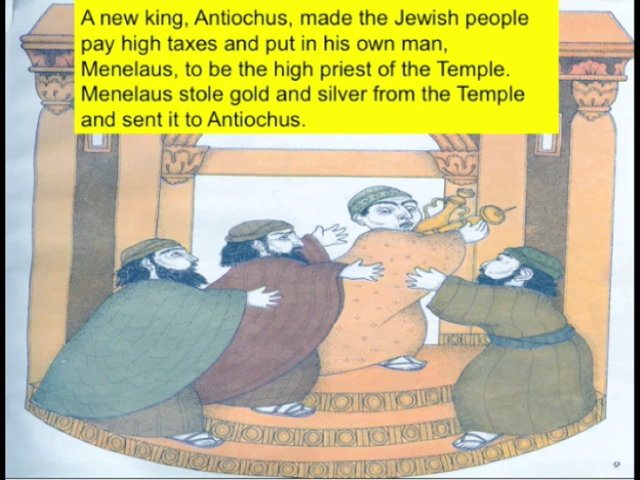 A new king, Antiochus, made the Jewish people
pay high taxes and put in his own man,
Menelaus, to be the high priest of the Temple.
Menelaus stole gold and silver from the Temple
and sent it to Antiochus.
9